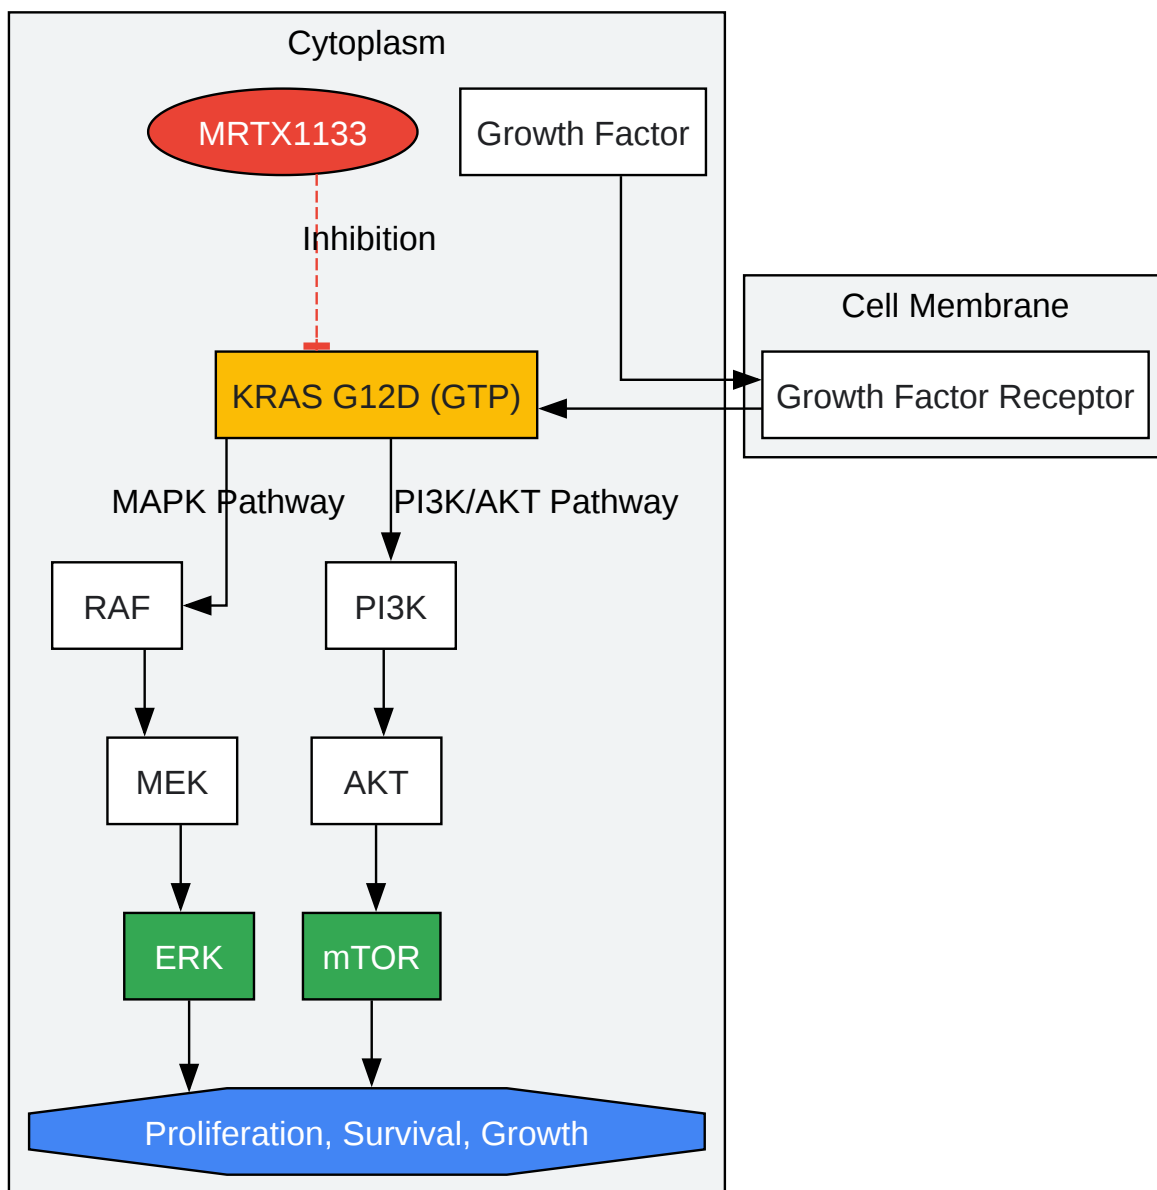 Cytoplasm
MRTX1133
Growth Factor
Inhibition
Cell Membrane
KRAS G12D (GTP)
Growth Factor Receptor
MAPK Pathway
PI3K/AKT Pathway
RAF
PI3K
MEK
AKT
ERK
mTOR
Proliferation, Survival, Growth